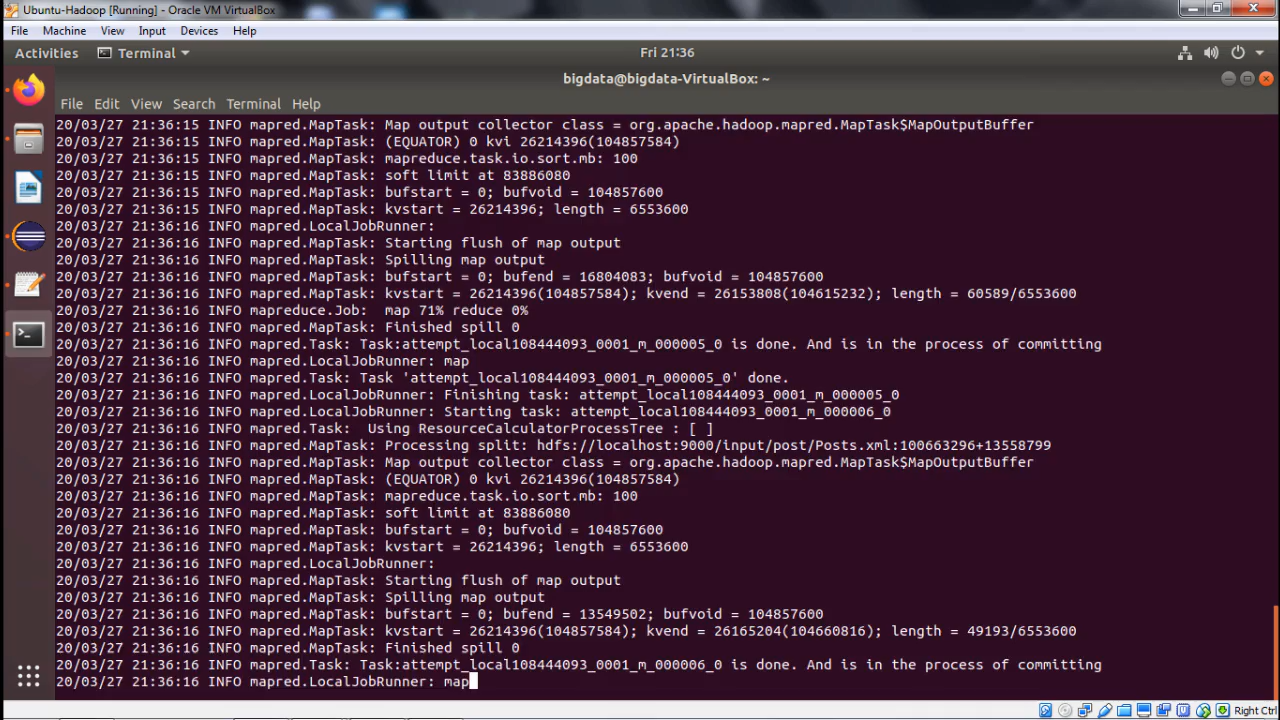 Ubuntu-Hadoop [Running] - Oracle VM VirtualBox
File Machine View Input Devices Help
Activities Terminal Fri 21:36
bigdata@bigdata-VirtualBox: ~
File Edit View Search Terminal Help
20/03/27 21:36:15 INFO mapred.MapTask: Map output collector class = org.apache.hadoop.mapred.MapTask$MapOutputBuffer
20/03/27 21:36:15 INFO mapred.MapTask: (EQUATOR) 0 kvi 26214396(104857584)
20/03/27 21:36:15 INFO mapred.MapTask: mapreduce.task.io.sort.mb: 100
20/03/27 21:36:15 INFO mapred.MapTask: soft limit at 83886080
20/03/27 21:36:15 INFO mapred.MapTask: bufstart = 0; bufvoid = 104857600
20/03/27 21:36:15 INFO mapred.MapTask: kvstart = 26214396; length = 6553600
20/03/27 21:36:16 INFO mapred.LocalJobRunner:
20/03/27 21:36:16 INFO mapred.MapTask: Starting flush of map output
20/03/27 21:36:16 INFO mapred.MapTask: Spilling map output
20/03/27 21:36:16 INFO mapred.MapTask: bufstart = 0; bufend = 16804083; bufvoid = 104857600
20/03/27 21:36:16 INFO mapred.MapTask: kvstart = 26214396(104857584); kvend = 26153808(104615232); length = 60589/6553600
20/03/27 21:36:16 INFO mapreduce.Job:  map 71% reduce 0%
20/03/27 21:36:16 INFO mapred.MapTask: Finished spill 0
20/03/27 21:36:16 INFO mapred.Task: Task:attempt_local108444093_0001_m_000005_0 is done. And is in the process of committing
20/03/27 21:36:16 INFO mapred.LocalJobRunner: map
20/03/27 21:36:16 INFO mapred.Task: Task 'attempt_local108444093_0001_m_000005_0' done.
20/03/27 21:36:16 INFO mapred.LocalJobRunner: Finishing task: attempt_local108444093_0001_m_000005_0
20/03/27 21:36:16 INFO mapred.LocalJobRunner: Starting task: attempt_local108444093_0001_m_000006_0
20/03/27 21:36:16 INFO mapred.Task:  Using ResourceCalculatorProcessTree : [ ]
20/03/27 21:36:16 INFO mapred.MapTask: Processing split: hdfs://localhost:9000/input/post/Posts.xml:100663296+13558799
20/03/27 21:36:16 INFO mapred.MapTask: Map output collector class = org.apache.hadoop.mapred.MapTask$MapOutputBuffer
20/03/27 21:36:16 INFO mapred.MapTask: (EQUATOR) 0 kvi 26214396(104857584)
20/03/27 21:36:16 INFO mapred.MapTask: mapreduce.task.io.sort.mb: 100
20/03/27 21:36:16 INFO mapred.MapTask: soft limit at 83886080
20/03/27 21:36:16 INFO mapred.MapTask: bufstart = 0; bufvoid = 104857600
20/03/27 21:36:16 INFO mapred.MapTask: kvstart = 26214396; length = 6553600
20/03/27 21:36:16 INFO mapred.LocalJobRunner:
20/03/27 21:36:16 INFO mapred.MapTask: Starting flush of map output
20/03/27 21:36:16 INFO mapred.MapTask: Spilling map output
20/03/27 21:36:16 INFO mapred.MapTask: bufstart = 0; bufend = 13549502; bufvoid = 104857600
20/03/27 21:36:16 INFO mapred.MapTask: kvstart = 26214396(104857584); kvend = 26165204(104660816); length = 49193/6553600
20/03/27 21:36:16 INFO mapred.MapTask: Finished spill 0
20/03/27 21:36:16 INFO mapred.Task: Task:attempt_local108444093_0001_m_000006_0 is done. And is in the process of committing
20/03/27 21:36:16 INFO mapred.LocalJobRunner: map
Right Ctrl